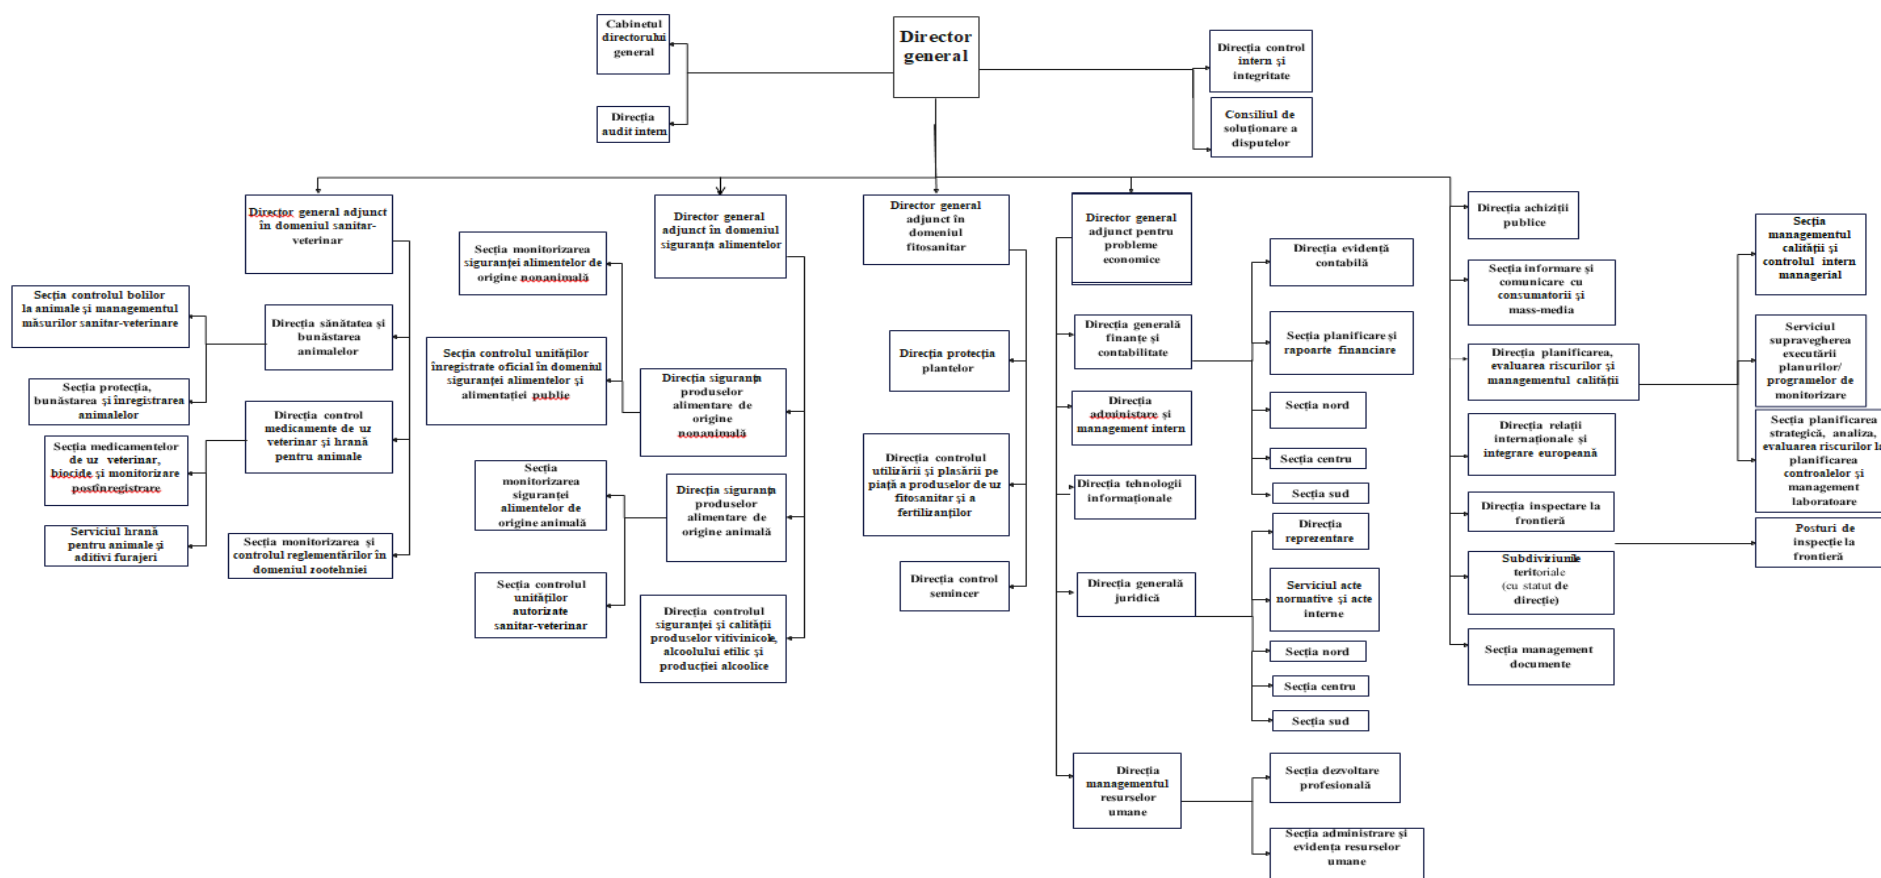 Cabinetul
directorului
general
Director
general
Direcția control
intern și
integritate
Direcția
audit intern
Consiliul de
soluționare a
disputelor
Director general adjunct
în domeniul sanitar-
veterinar
Secția controlul bolilor
la animale și managementul
măsurilor sanitar-veterinare
Direcția sănătatea și
bunăstarea
animalelor
Secția protecția,
bunăstarea și înregistrarea
animalelor
Direcția control
medicamente de uz
veterinar și hrană
pentru animale
Secția medicamentelor
de uz veterinar,
biocide și monitorizare
postînregistrare
Serviciul hrană
pentru animale și
aditivi furajeri
Secția monitorizarea și
controlul reglementărilor în
domeniul zootehniei
Director general
adjunct în domeniul
siguranța alimentelor
Secția monitorizarea
siguranței alimentelor de
origine nonanimală
Secția controlul unităților
înregistrate oficial în domeniul
siguranței alimentelor și
alimentației publie
Direcția siguranța
produselor
alimentare de
origine
nonanimală
Secția
monitorizarea
siguranței
alimentelor de
origine animală
Direcția siguranța
produselor
alimentare de
origine animală
Secția controlul
unităților
autorizate
sanitar-veterinar
Direcția controlul
siguranței și calității
produselor vitivinicole,
alcoolului etilic și
producției alcoolice
Director general
adjunct în
domeniul
fitosanitar
Direcția protecția
plantelor
Direcția controlul
utilizării și plasării pe
piață a produselor de uz
fitosanitar și a
fertilizanților
Direcția control
semincer
Director general
adjunct pentru
probleme
economice
Direcția generală
finanțe și
contabilitate
Direcția evidență
contabilă
Secția planificare și
rapoarte financiare
Secția nord
Secția centru
Secția sud
Direcția
administare și
management intern
Direcția tehnologii
informaționale
Direcția generală
juridică
Direcția
reprezentare
Serviciul acte
normative și acte
interne
Secția nord
Secția centru
Secția sud
Direcția
managementul
resurselor
umane
Secția dezvoltare
profesională
Secția administrare și
evidența resurselor
umane
Direcția achiziții
publice
Secția informare și
comunicare cu
consumatorii și
mass-media
Direcția planificarea,
evaluarea riscurilor și
managementul calității
Secția
managementul
calității și
controlul intern
managerial
Serviciul
supravegherea
executării
planurilor/
programelor de
monitorizare
Secția planificarea
strategică, analiza,
evaluarea riscurilor la
planificarea
controalelor și
management
laboratoare
Direcția relații
internaționale și
integrare europeană
Direcția inspectare la
frontieră
Posturi de
inspecție la
frontieră
Subdiviziunile
teritoriale
(cu statut de
direcție)
Secția management
documente